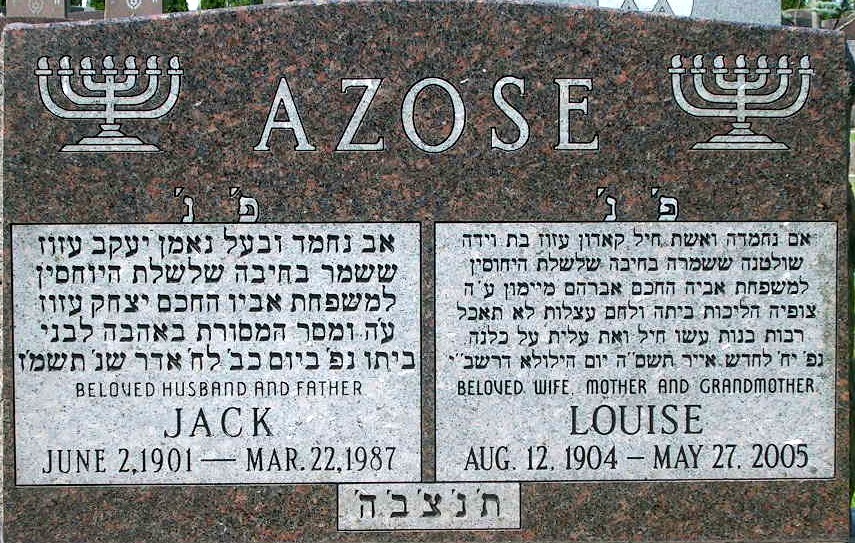 AZOSE
פ' נ'
אב נחמד ובעל נאמן יעקב עזוז
ששמר בחיבה שלשלת היוחסין
למשפחת אביו החכם יצחק עזוז
ע'ה ומסר המסורת באהבה לבני
ביתו נפ' ביום כב' לח' אדר שנ' תשמ'ז
BELOVED HUSBAND AND FATHER
JACK
JUNE 2, 1901 — MAR. 22, 1987
פ' נ'
אם נחמדה ואשת חיל קאדון עזוז בת וידה
שולטנה ששמרה בחיבה שלשלת היחוסין
למשפחת אביה החכם אברהם מיימון ע"ה
צופיה הליכות ביתה ולחם עצלות לא תאכל
רבות בנות עשו חיל ואת עלית על כלנה
נפ' יח' לחדש אייר תשס"ה יום הילולא דרשב"י
BELOVED WIFE, MOTHER AND GRANDMOTHER
LOUISE
AUG. 12, 1904 – MAY 27, 2005
ת'נ'צ'ב'ה'